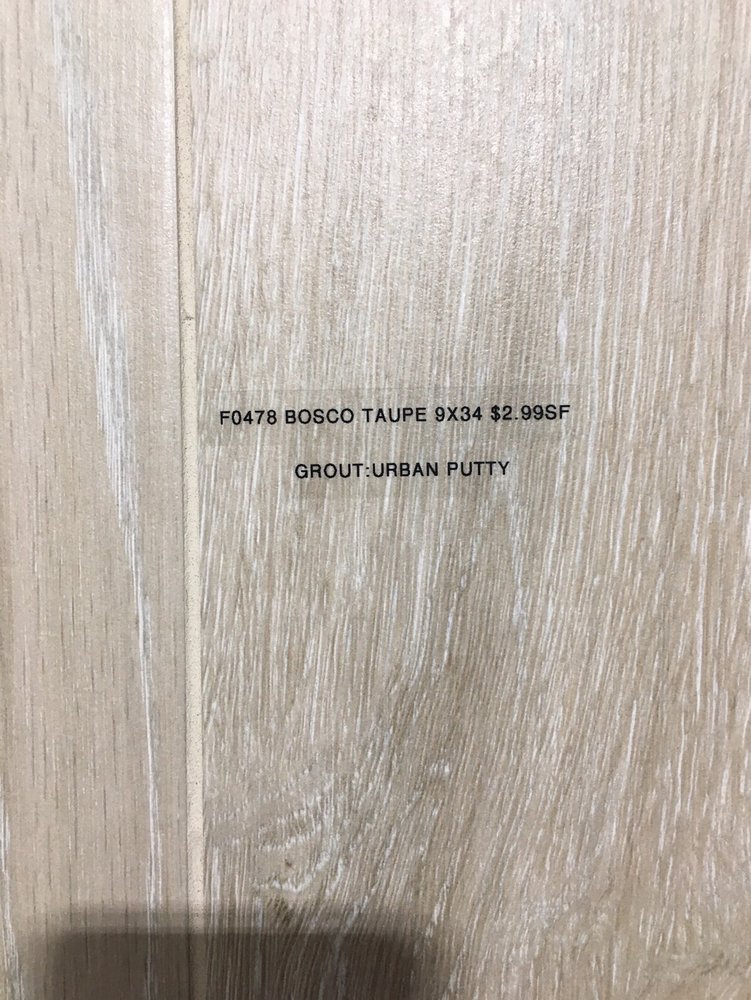 F0478 BOSCO TAUPE 9X34 $2.99SF
GROUT:URBAN PUTTY